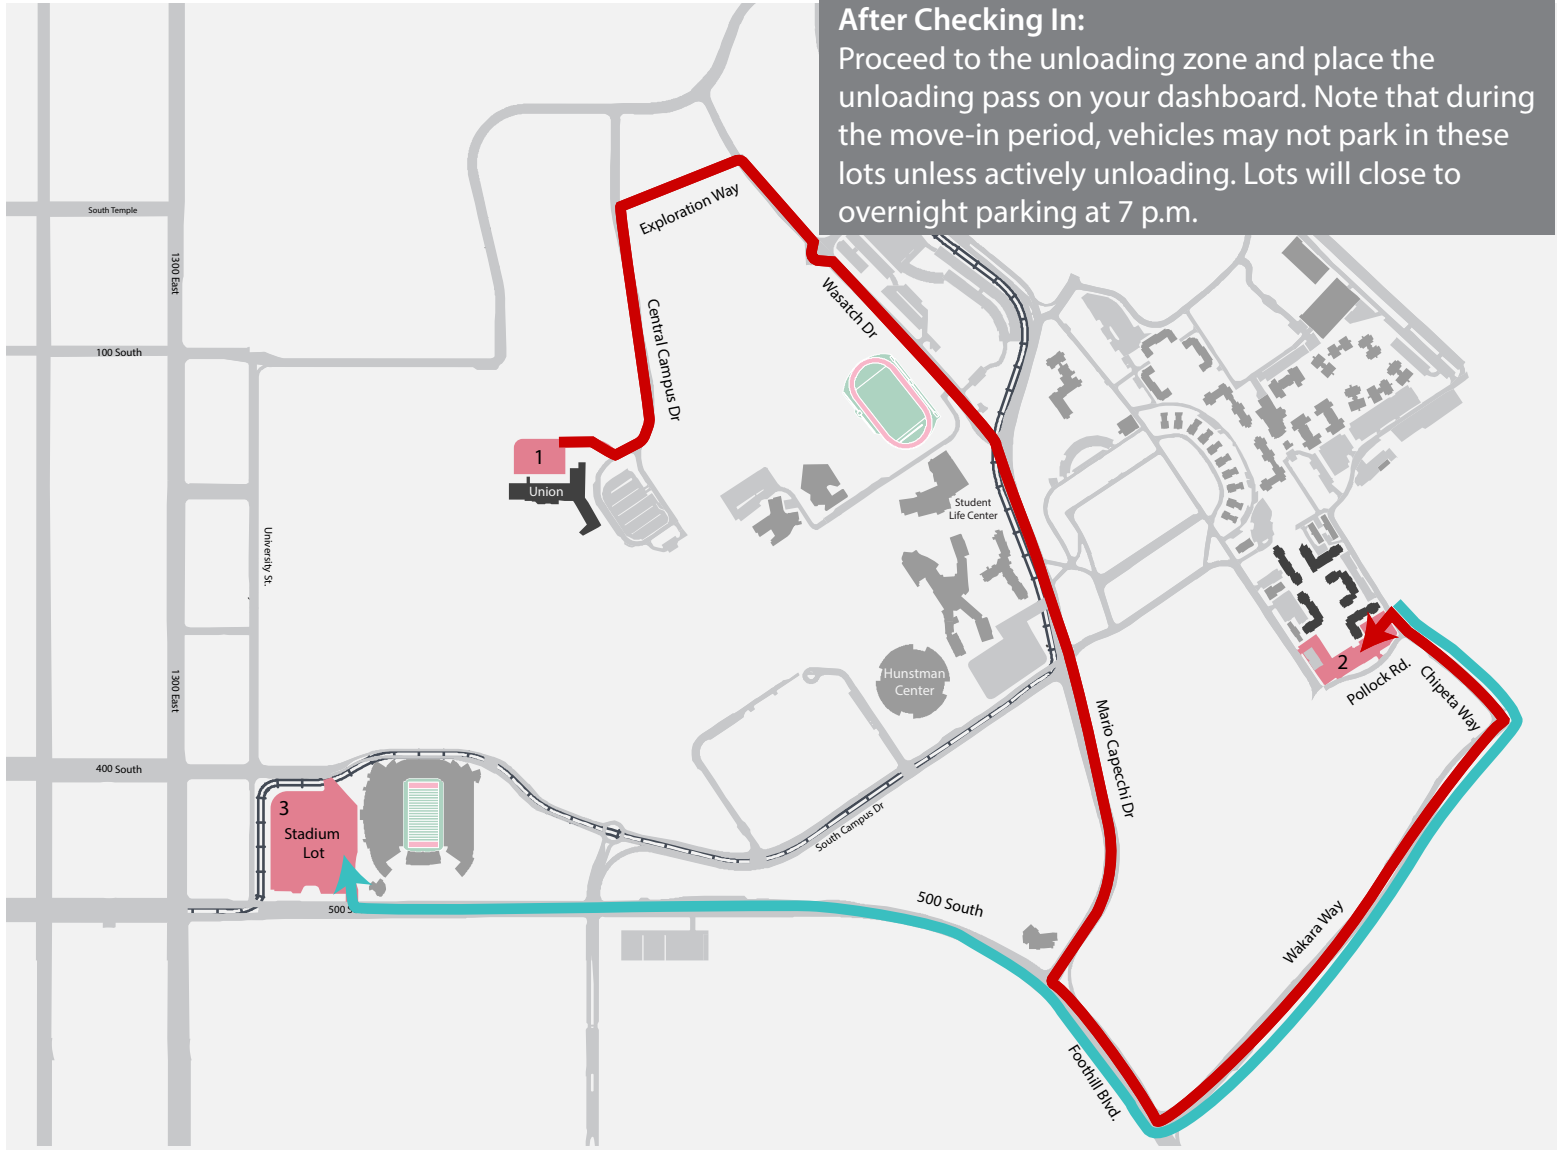 After Checking In:
Proceed to the unloading zone and place the
unloading pass on your dashboard. Note that during
the move-in period, vehicles may not park in these
lots unless actively unloading. Lots will close to
overnight parking at 7 p.m.
Exploration Way
South Temple
1300 East
Wasatch Dr
Central Campus Dr
100 South
1
Union
Student
Life Center
University St.
2
Pollock Rd.
Chipeta Way
Hunstman
Center
1300 East
Mario Capecchi Dr
400 South
3
Stadium
Lot
South Campus Dr
500 S
500 South
Wakara Way
Foothill Blvd.